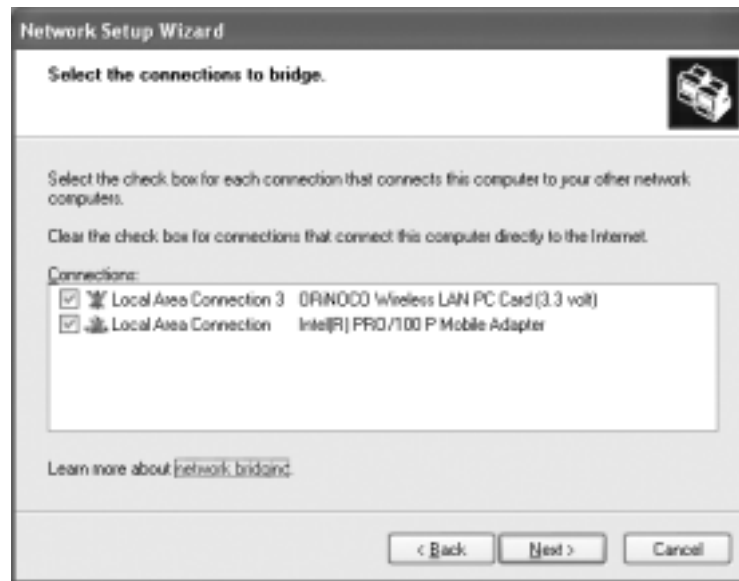 Network Setup Wizard
Select the connections to bridge.
Select the check box for each connection that connects this computer to your other network
computers.
Clear the check box for connections that connect this computer directly to the Internet.
Connections:
Local Area Connection 3 ORiNOCO Wireless LAN PC Card (3.3 volt)
Local Area Connection Intel(R) PRO/100 P Mobile Adapter
Learn more about network bridging.
< Back Next > Cancel